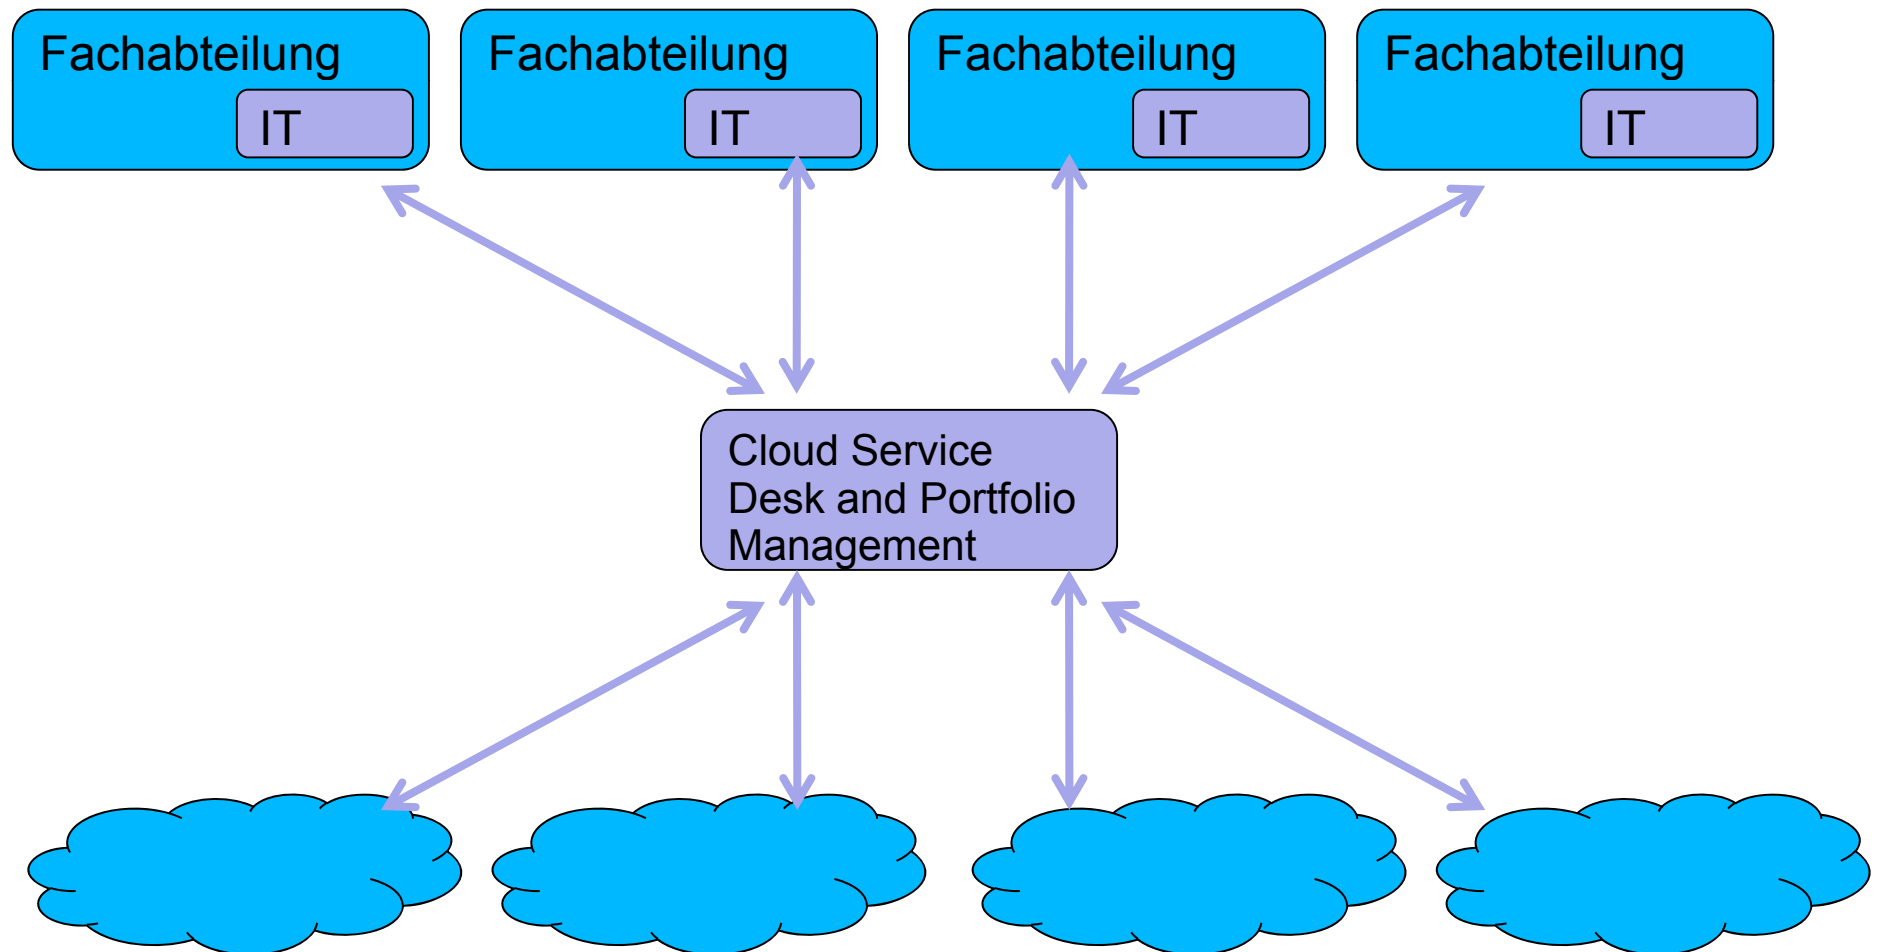 Fachabteilung
IT
Fachabteilung
IT
Fachabteilung
IT
Fachabteilung
IT
Cloud Service
Desk and Portfolio
Management